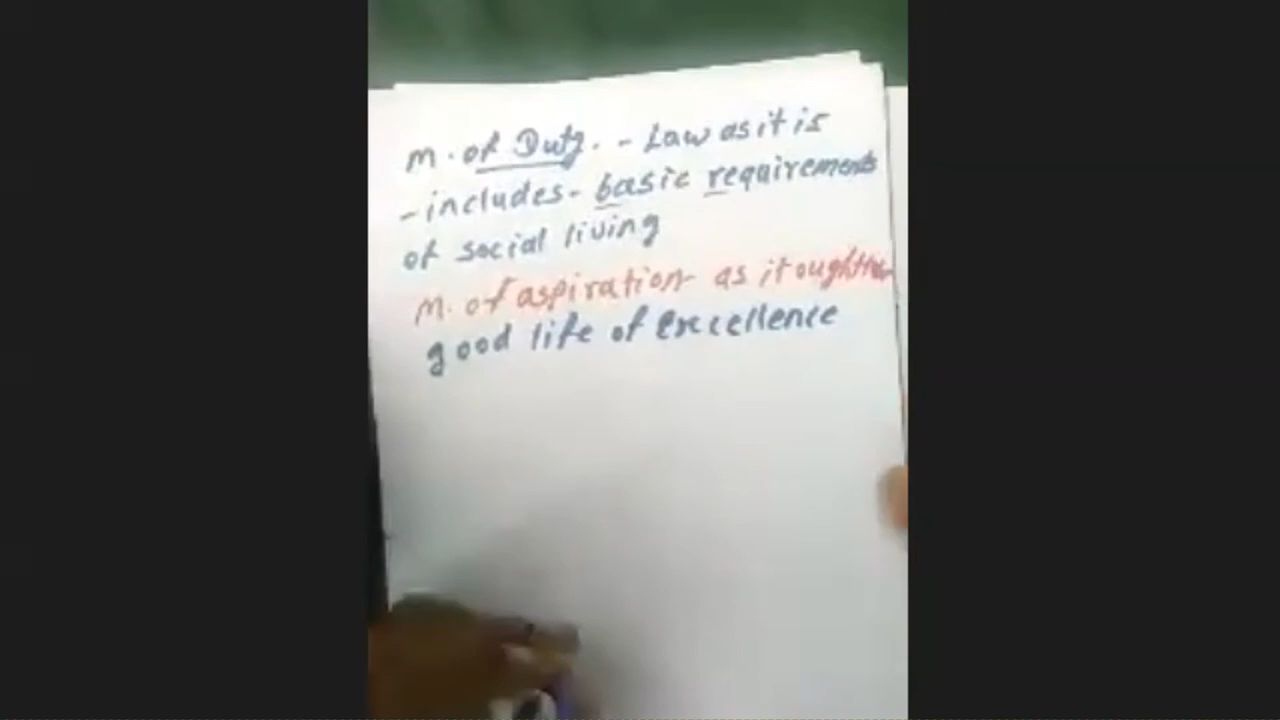 M. of Duty. - Law as it is
- includes - basic requirements
of social living
M. of aspiration - as it ought
good life of excellence